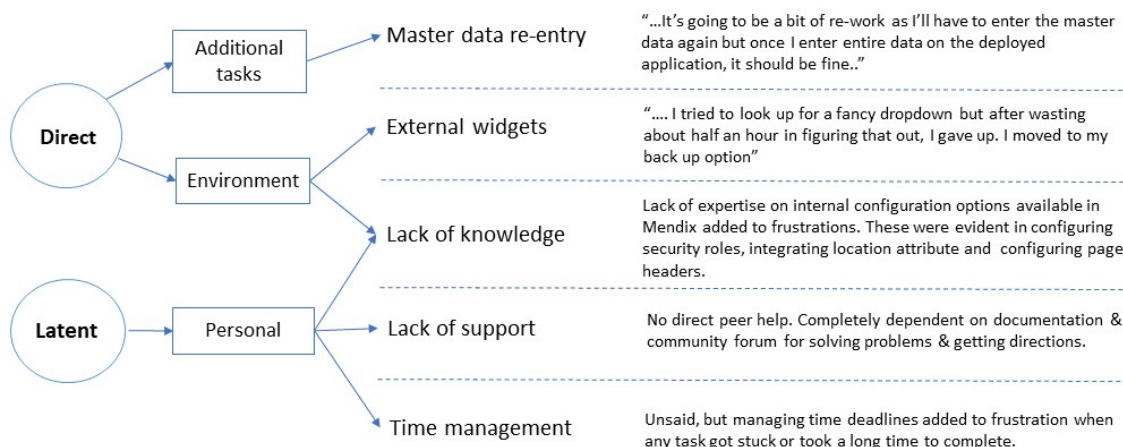 Additional
tasks
Master data re-entry
“…It’s going to be a bit of re-work as I’ll have to enter the master
data again but once I enter entire data on the deployed
application, it should be fine..”
Direct
External widgets
“…. I tried to look up for a fancy dropdown but after wasting
about half an hour in figuring that out, I gave up. I moved to my
back up option”
Environment
Lack of knowledge
Lack of expertise on internal configuration options available in
Mendix added to frustrations. These were evident in configuring
security roles, integrating location attribute and configuring page
headers.
Latent
Personal
Lack of support
No direct peer help. Completely dependent on documentation &
community forum for solving problems & getting directions.
Time management
Unsaid, but managing time deadlines added to frustration when
any task got stuck or took a long time to complete.